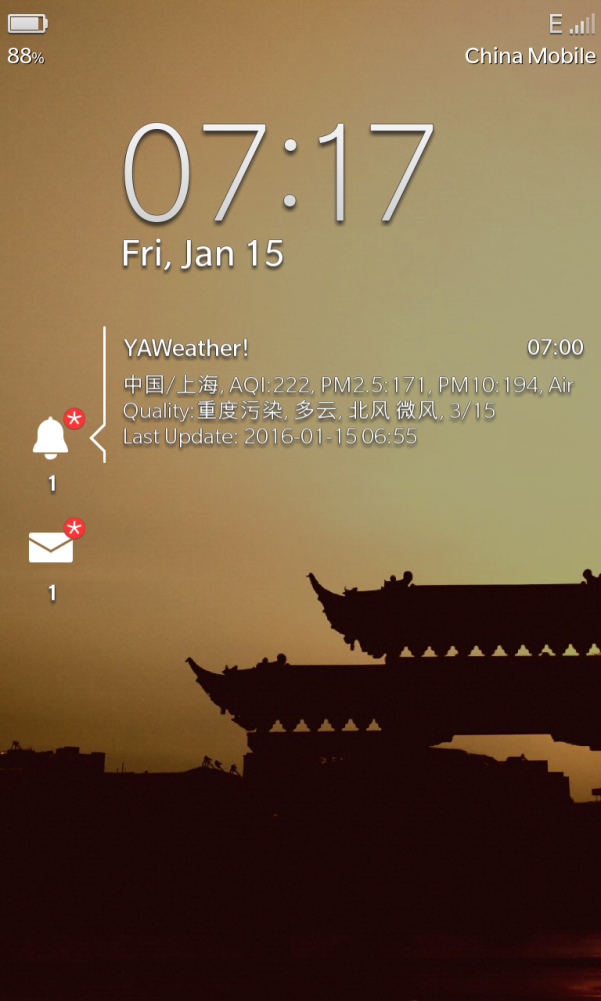 E
88%
China Mobile
07:17
Fri, Jan 15
YAWeather!
07:00
中国/上海, AQI:222, PM2.5:171, PM10:194, Air
Quality:重度污染, 多云, 北风 微风, 3/15
Last Update: 2016-01-15 06:55
1
1